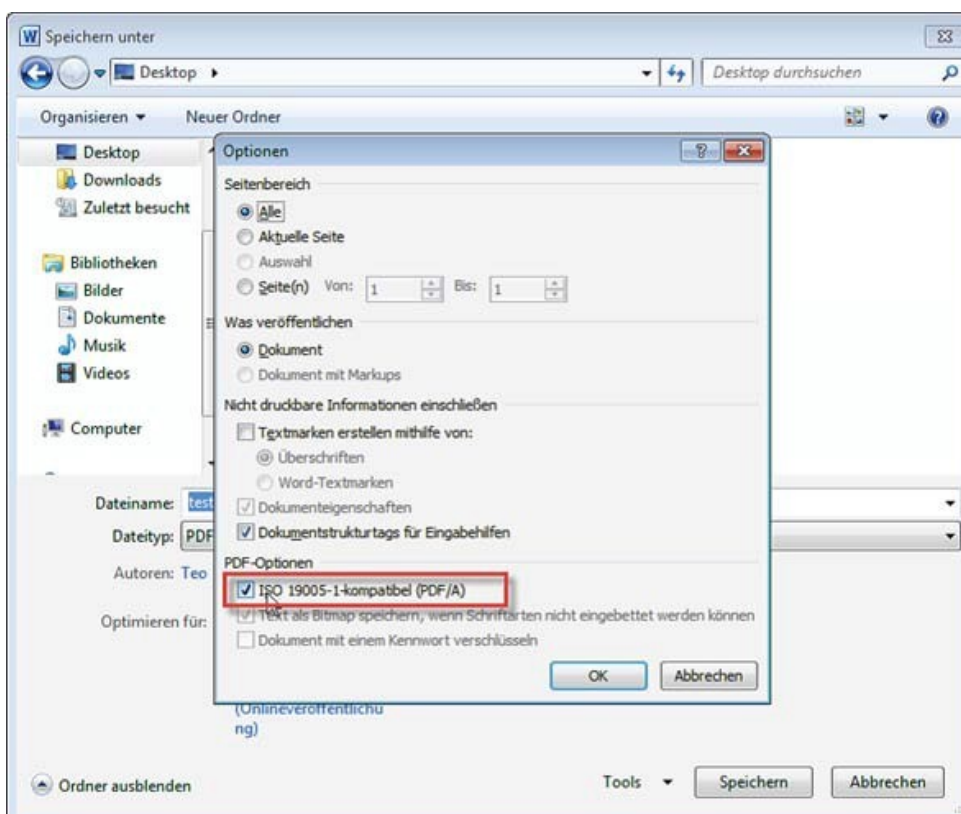 Speichern unter
Desktop
Desktop durchsuchen
Organisieren Neuer Ordner
Desktop
Downloads
Zuletzt besucht
Bibliotheken
Bilder
Dokumente
Musik
Videos
Computer
Optionen
Seitenbereich
Alle
Aktuelle Seite
Auswahl
Seite(n) Von: 1 Bis: 1
Was veröffentlichen
Dokument
Dokument mit Markups
Nicht druckbare Informationen einschließen
Textmarken erstellen mithilfe von:
Überschriften
Word-Textmarken
Dokumenteigenschaften
Dokumentstrukturtags für Eingabehilfen
PDF-Optionen
ISO 19005-1-kompatibel (PDF/A)
Text als Bitmap speichern, wenn Schriftarten nicht eingebettet werden können
Dokument mit einem Kennwort verschlüsseln
OK Abbrechen
Dateiname: test
Dateityp: PDF
Autoren: Teo
Optimieren für:
(Onlineveröffentlichu
ng)
Ordner ausblenden Tools Speichern Abbrechen